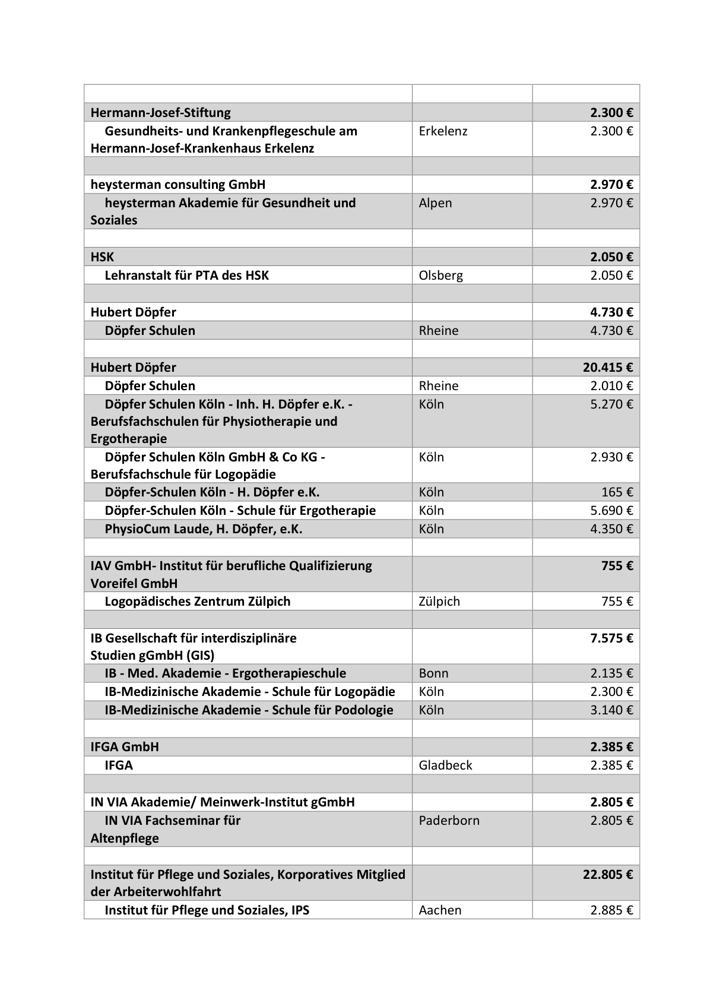 Hermann-Josef-Stiftung 2.300 €
Gesundheits- und Krankenpflegeschule am Erkelenz 2.300 €
Hermann-Josef-Krankenhaus Erkelenz
heysterman consulting GmbH 2.970 €
heysterman Akademie für Gesundheit und Alpen 2.970 €
Soziales
HSK 2.050 €
Lehranstalt für PTA des HSK Olsberg 2.050 €
Hubert Döpfer 4.730 €
Döpfer Schulen Rheine 4.730 €
Hubert Döpfer 20.415 €
Döpfer Schulen Rheine 2.010 €
Döpfer Schulen Köln - Inh. H. Döpfer e.K. - Köln 5.270 €
Berufsfachschulen für Physiotherapie und
Ergotherapie
Döpfer Schulen Köln GmbH & Co KG - Köln 2.930 €
Berufsfachschule für Logopädie
Döpfer-Schulen Köln - H. Döpfer e.K. Köln 165 €
Döpfer-Schulen Köln - Schule für Ergotherapie Köln 5.690 €
PhysioCum Laude, H. Döpfer, e.K. Köln 4.350 €
IAV GmbH- Institut für berufliche Qualifizierung 755 €
Voreifel GmbH
Logopädisches Zentrum Zülpich Zülpich 755 €
IB Gesellschaft für interdisziplinäre 7.575 €
Studien gGmbH (GIS)
IB - Med. Akademie - Ergotherapieschule Bonn 2.135 €
IB-Medizinische Akademie - Schule für Logopädie Köln 2.300 €
IB-Medizinische Akademie - Schule für Podologie Köln 3.140 €
IFGA GmbH 2.385 €
IFGA Gladbeck 2.385 €
IN VIA Akademie/ Meinwerk-Institut gGmbH 2.805 €
IN VIA Fachseminar für Paderborn 2.805 €
Altenpflege
Institut für Pflege und Soziales, Korporatives Mitglied 22.805 €
der Arbeiterwohlfahrt
Institut für Pflege und Soziales, IPS Aachen 2.885 €